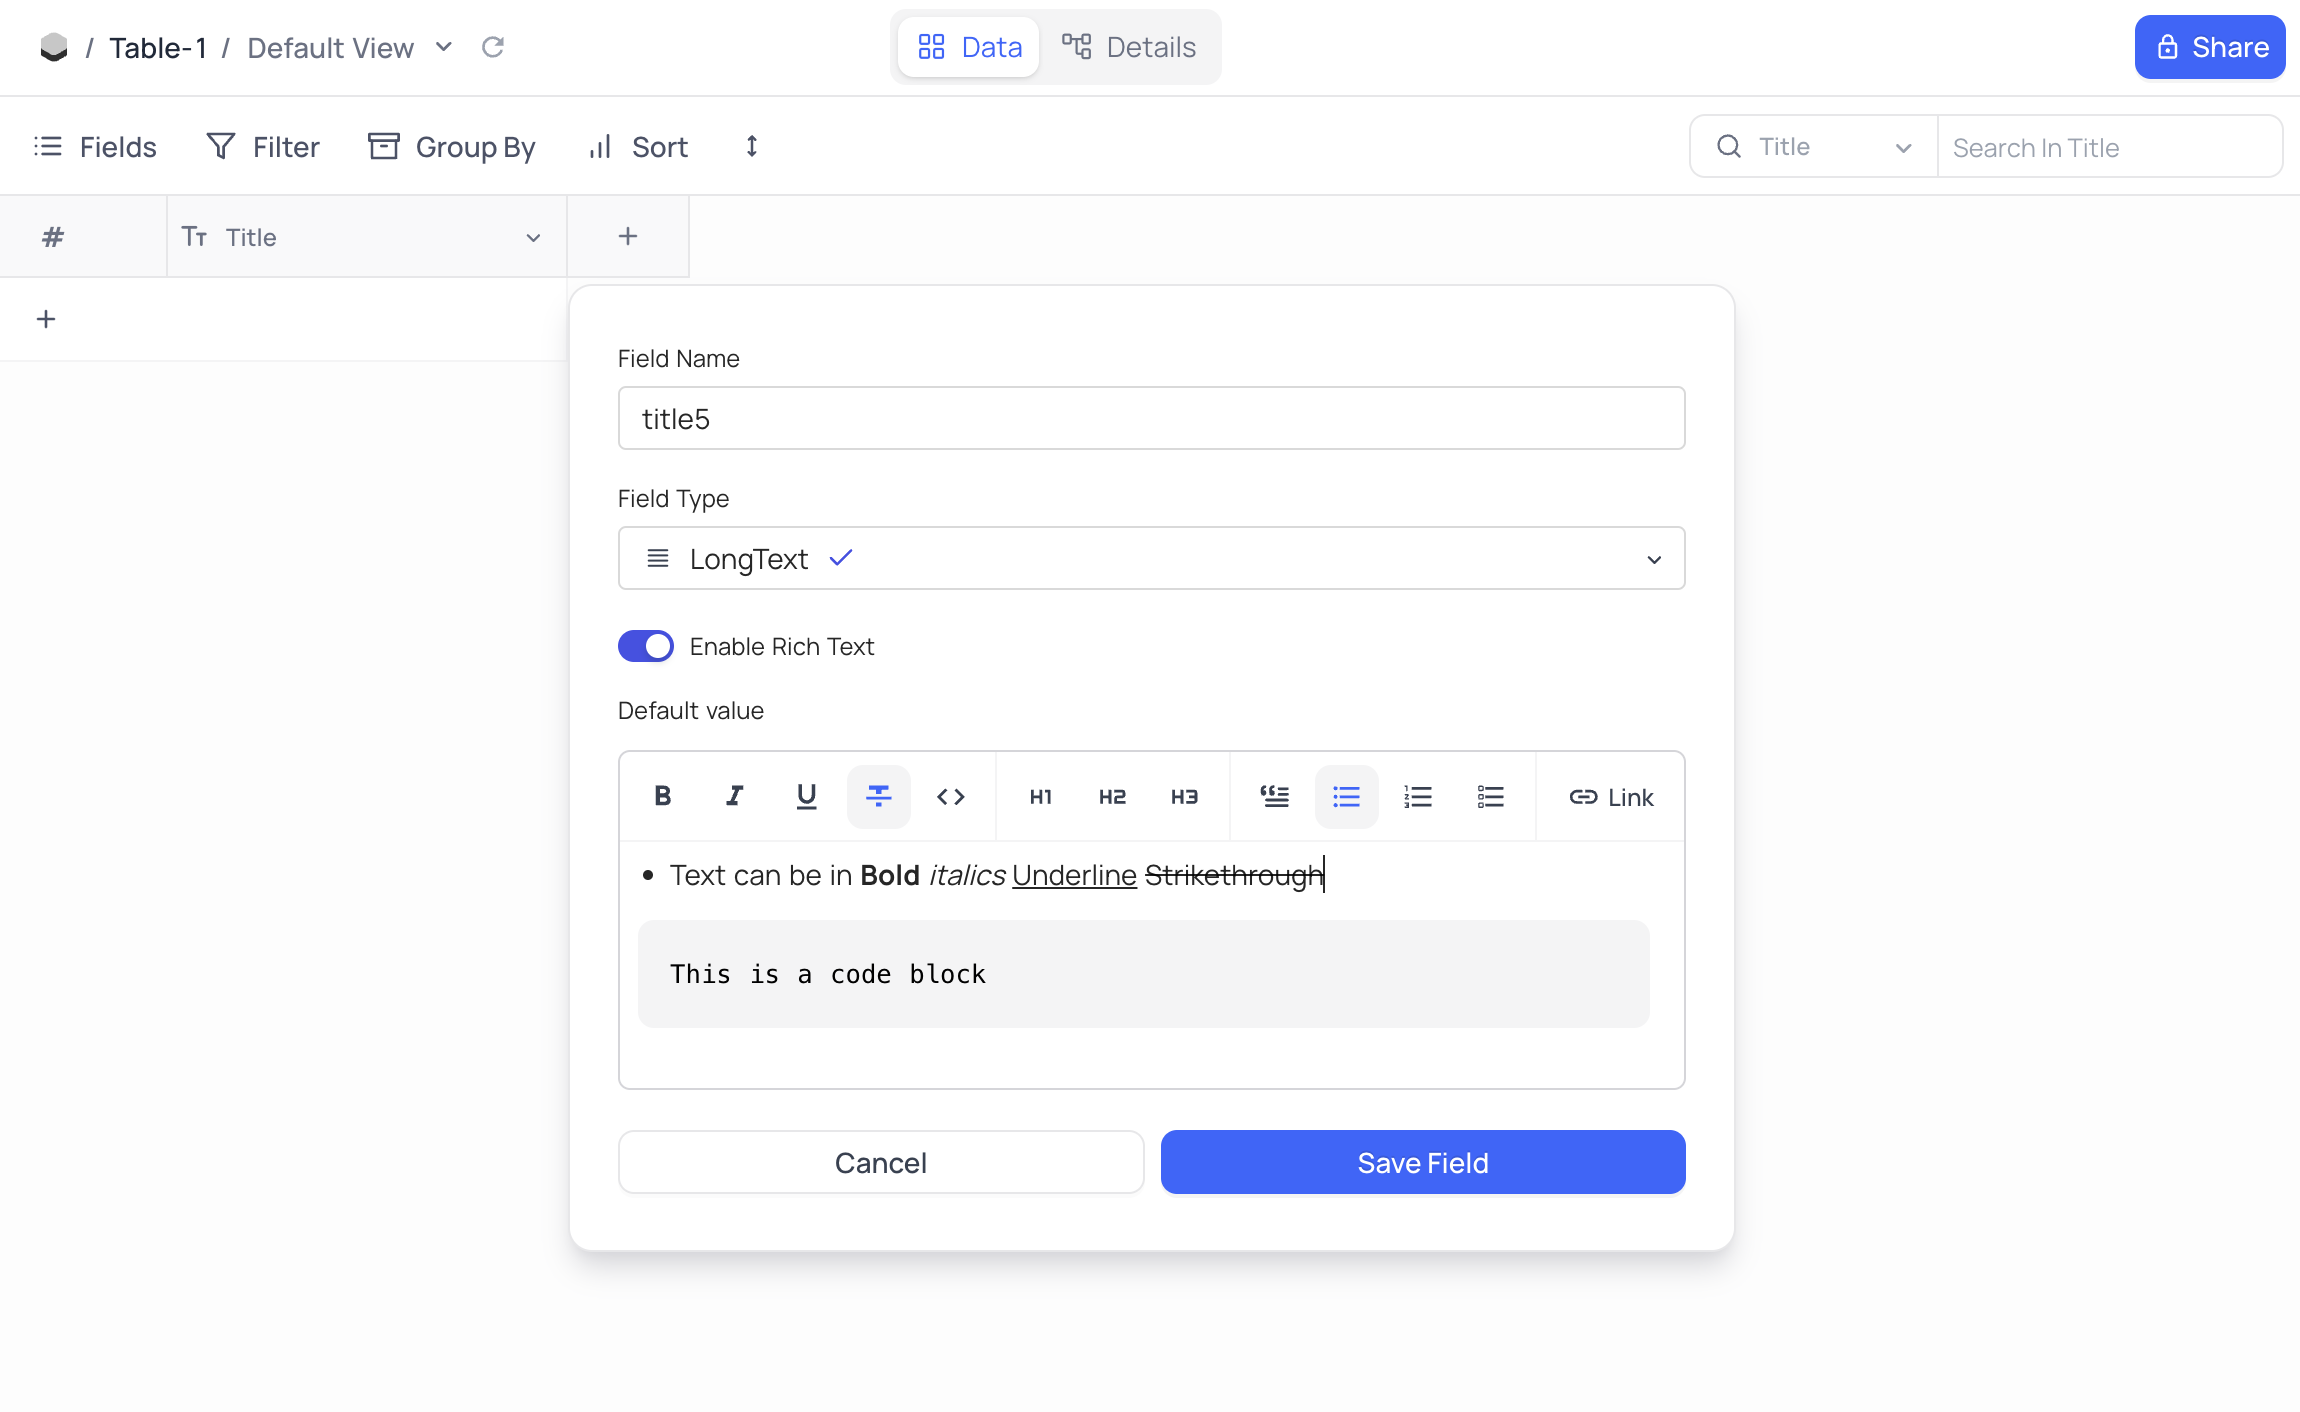 / Table-1 / Default View
Data
Details
Share
Fields
Filter
Group By
Sort
Title
Search In Title
#
Tт Title
+
+
Field Name
title5
Field Type
LongText
Enable Rich Text
Default value
B I U T <> H1 H2 H3 Link
• Text can be in Bold italics Underline Strikethrough
This is a code block
Cancel
Save Field